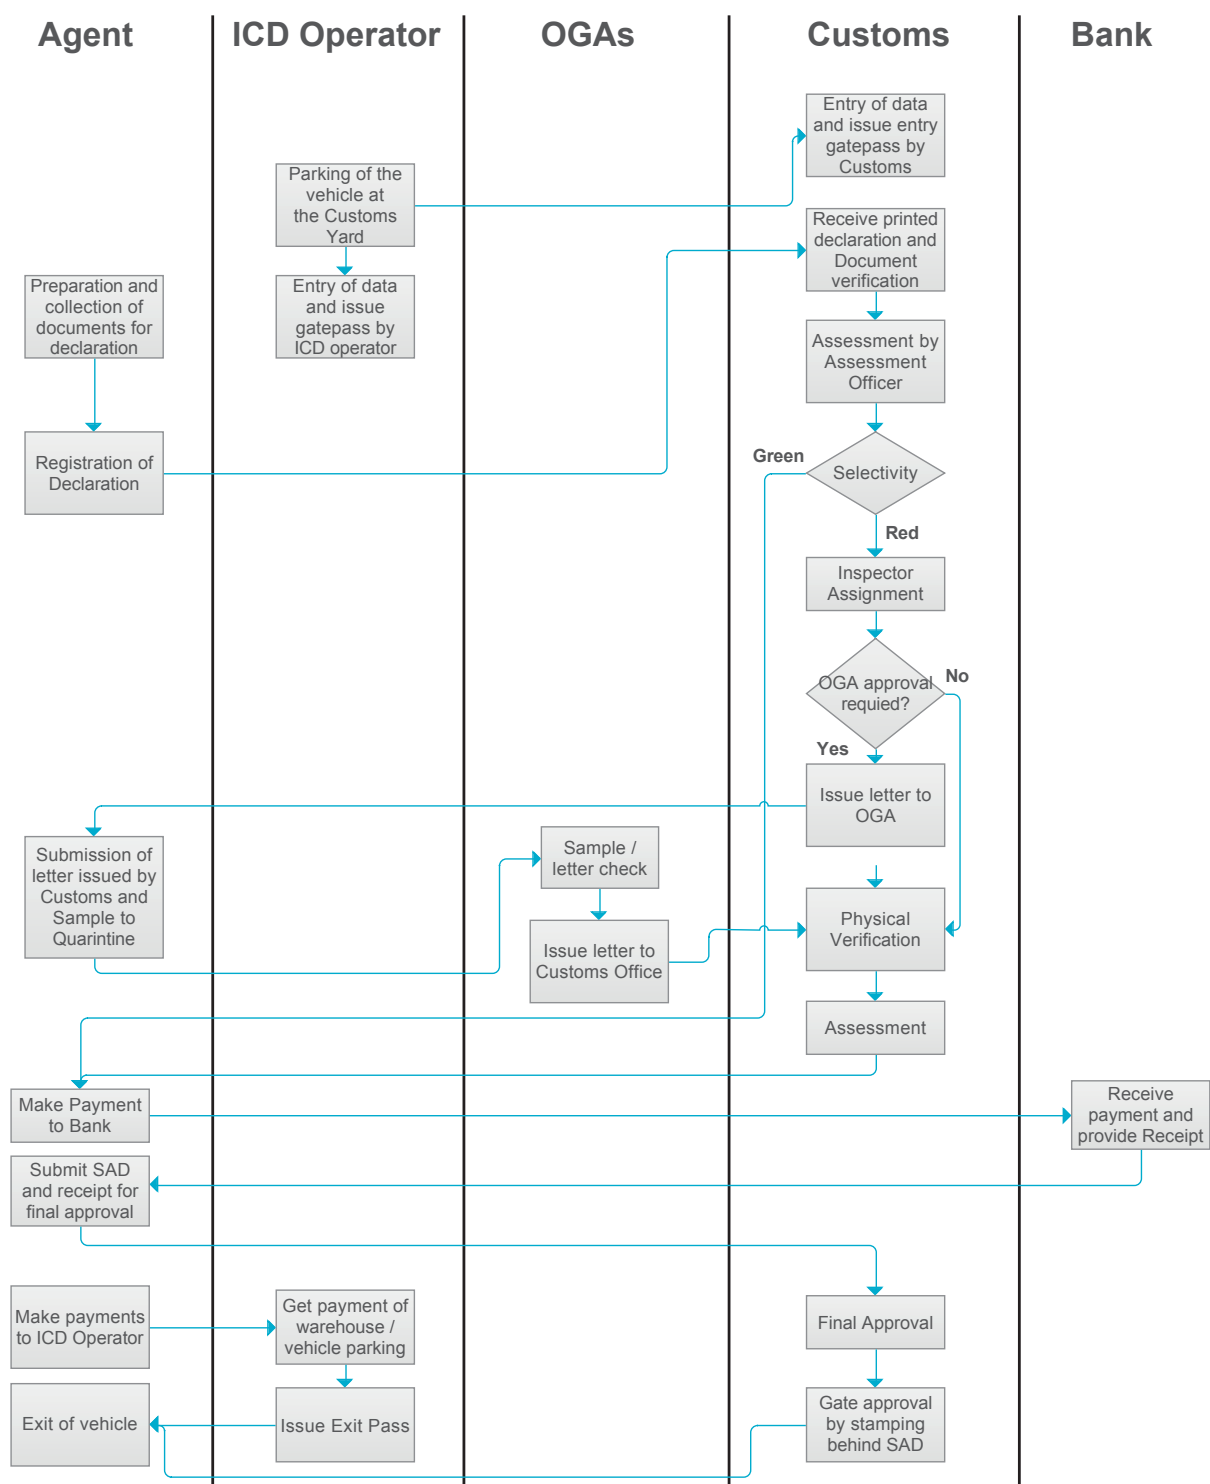 Agent
ICD Operator
OGAs
Customs
Bank
Entry of data
and issue entry
gatepass by
Customs
Parking of the
vehicle at
the Customs
Yard
Receive printed
declaration and
Document
verification
Preparation and
collection of
documents for
declaration
Entry of data
and issue
gatepass by
ICD operator
Assessment by
Assessment
Officer
Registration of
Declaration
Green
Selectivity
Red
Inspector
Assignment
OGA approval
requied?
No
Yes
Issue letter to
OGA
Submission of
letter issued by
Customs and
Sample to
Quarintine
Sample /
letter check
Issue letter to
Customs Office
Physical
Verification
Assessment
Make Payment
to Bank
Receive
payment and
provide Receipt
Submit SAD
and receipt for
final approval
Make payments
to ICD Operator
Get payment of
warehouse /
vehicle parking
Final Approval
Exit of vehicle
Issue Exit Pass
Gate approval
by stamping
behind SAD